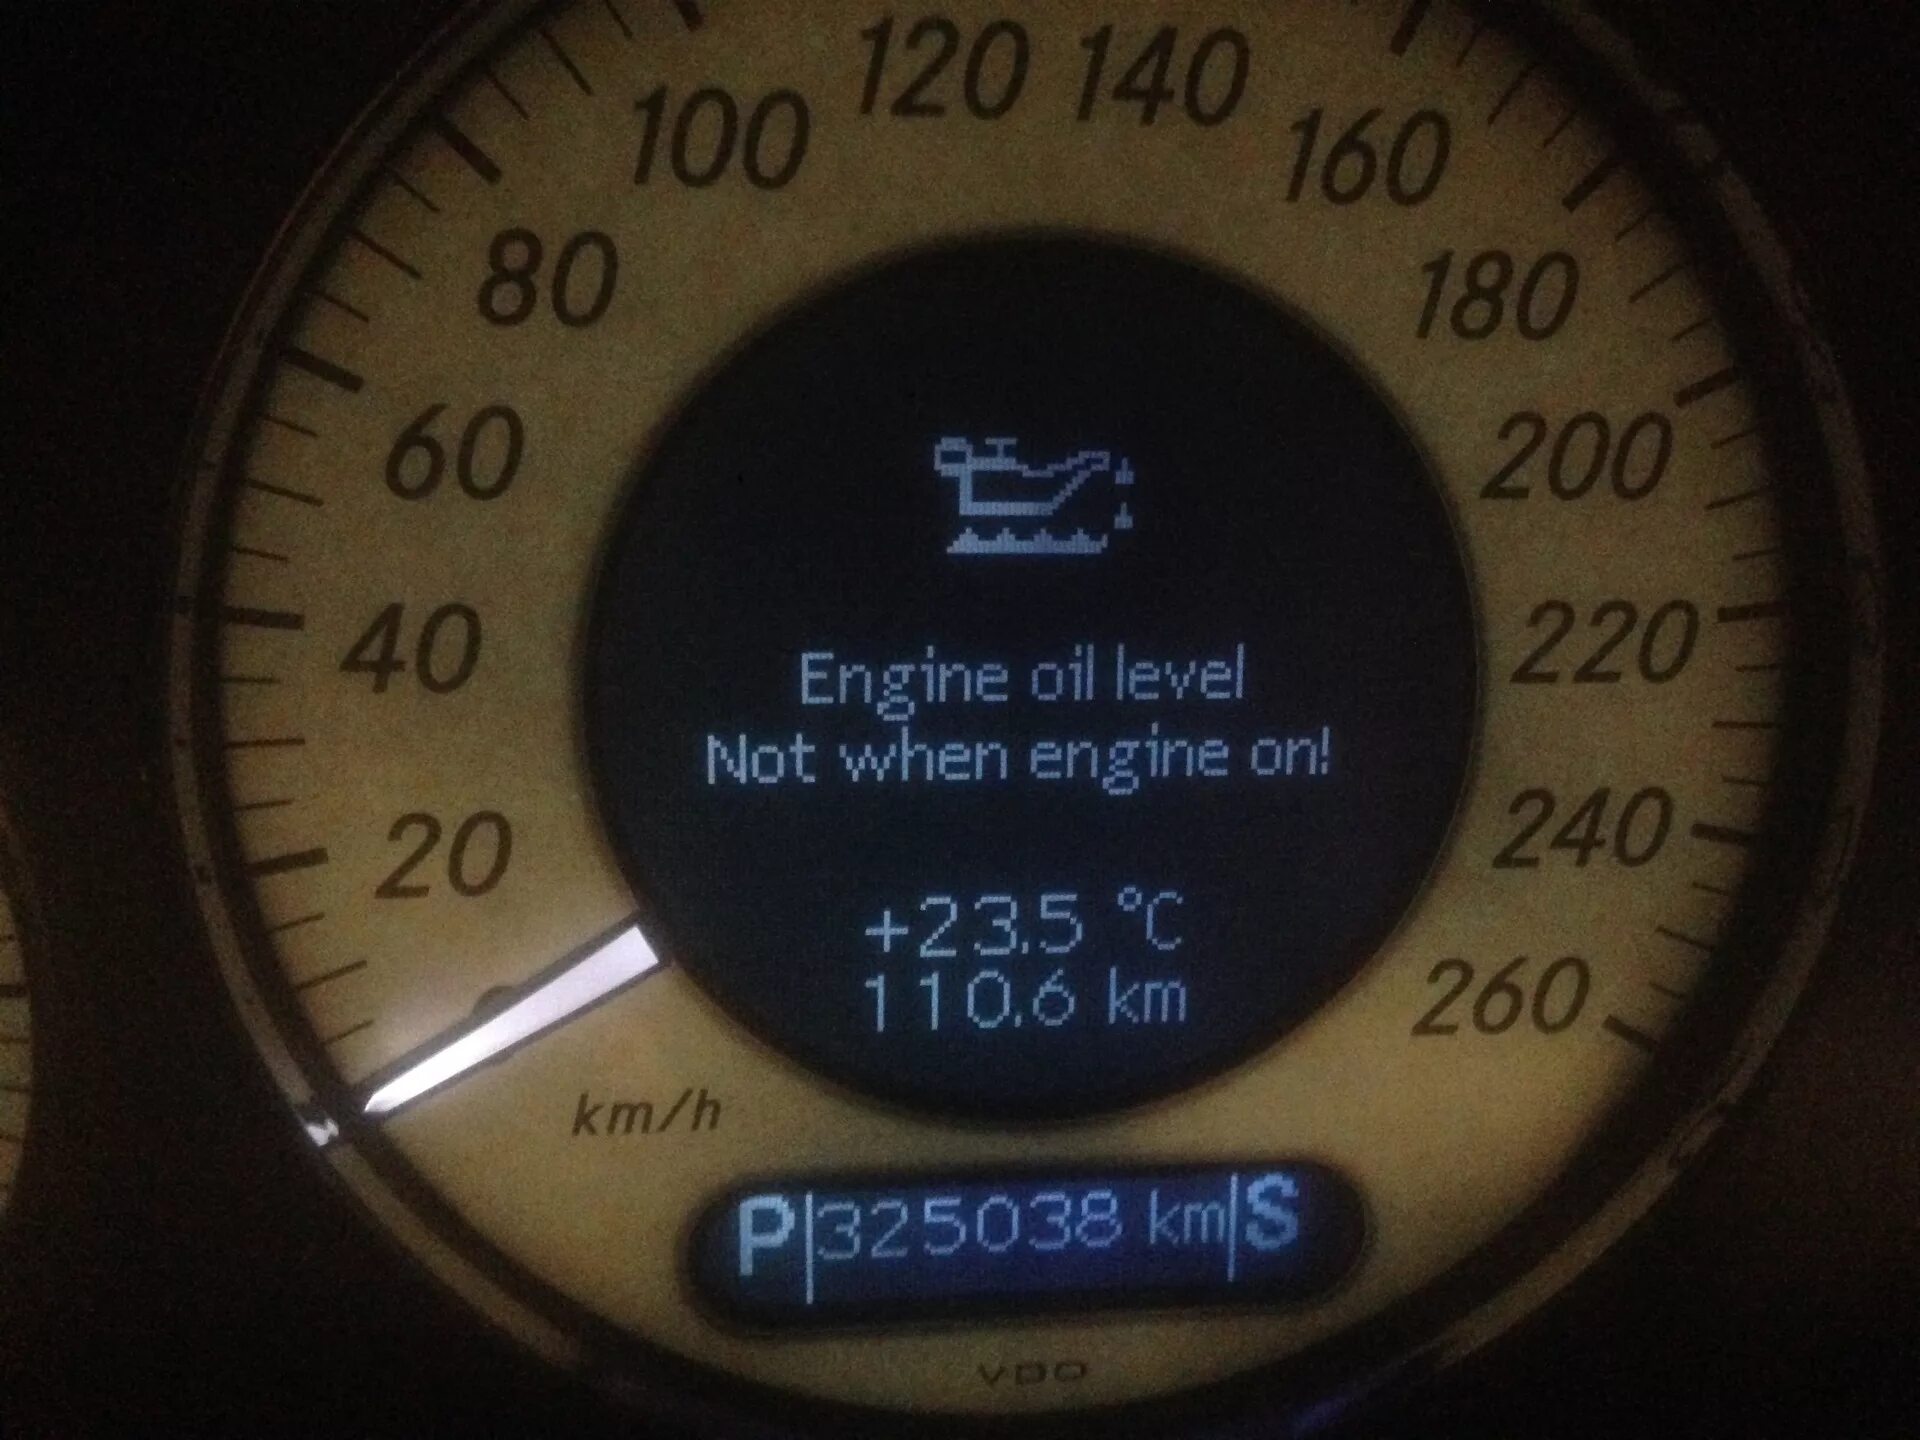 120 140
100 160
80 180
60 200
40 220
20 240
260
Engine oil level
Not when engine on!
+23.5 °C
110.6 km
km/h
P 325038 km S
VDO